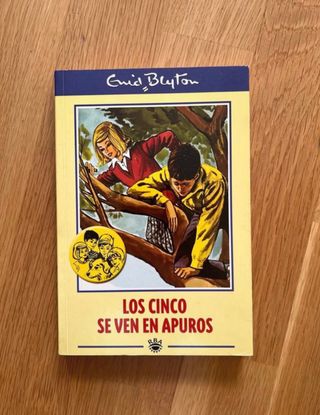 Enid Blyton
LOS CINCO
SE VEN EN APUROS
RBA